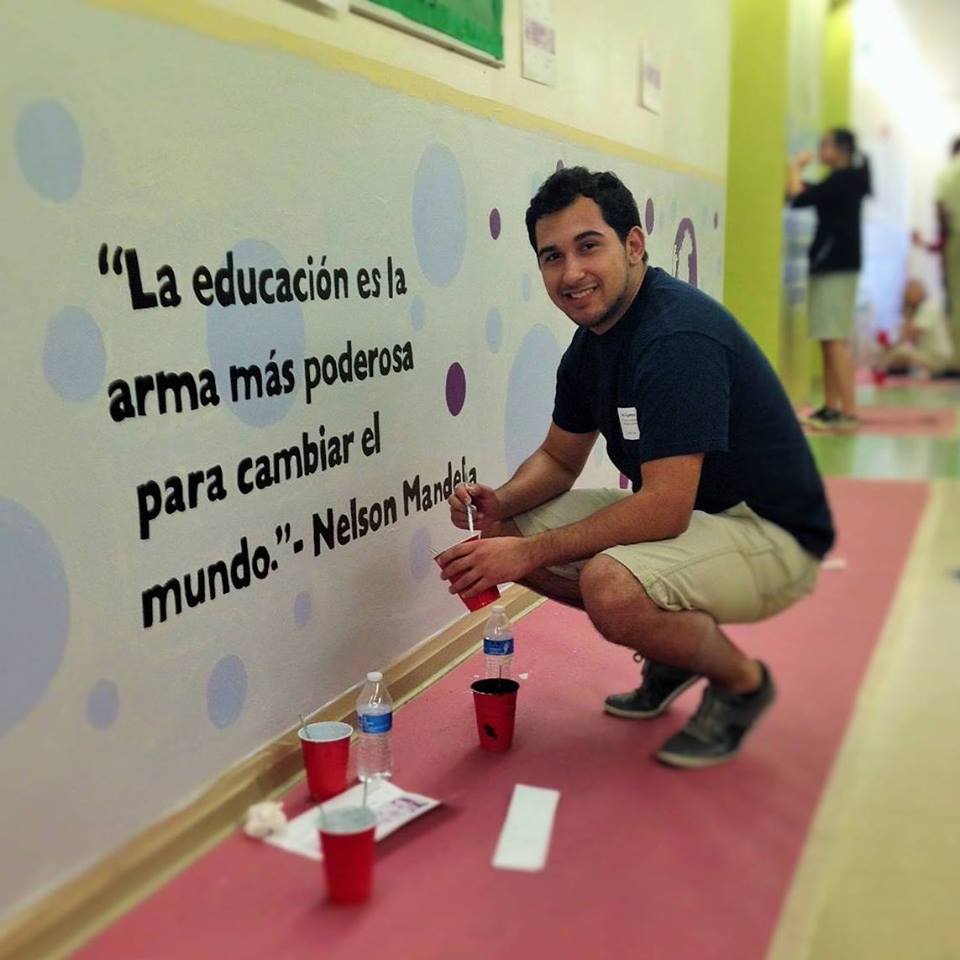 “La educación es la
arma más poderosa
para cambiar el
mundo.”- Nelson Mandela